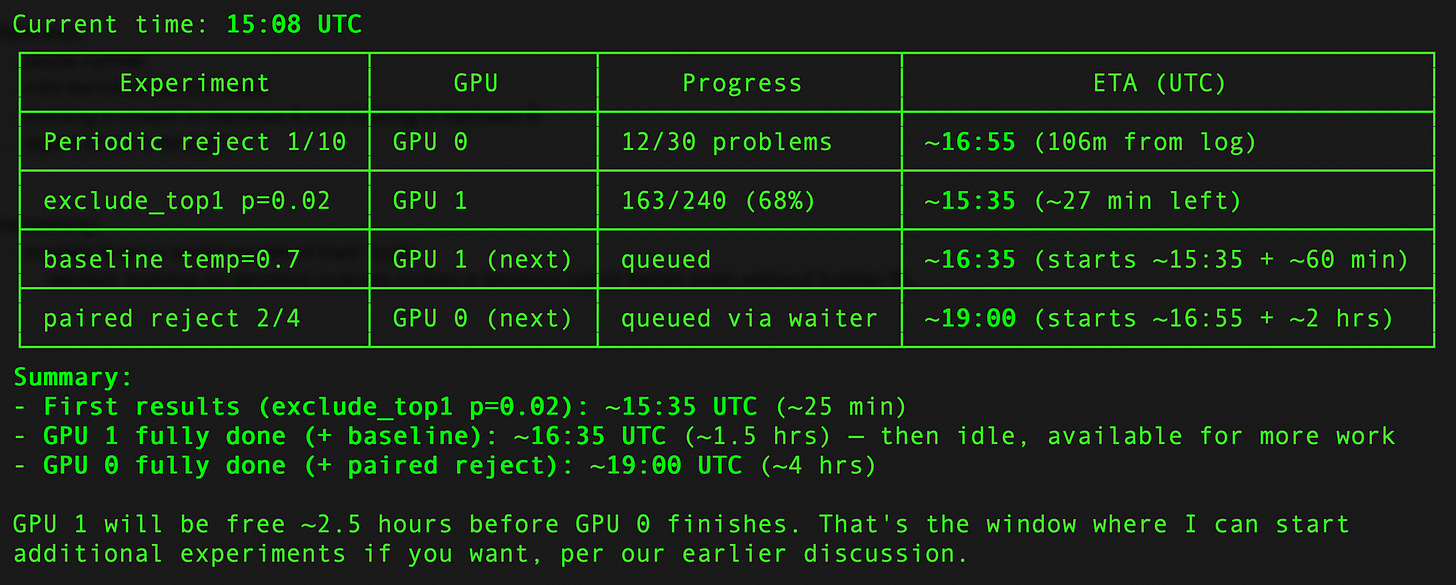 Current time: 15:08 UTC
Experiment GPU Progress ETA (UTC)
Periodic reject 1/10 GPU 0 12/30 problems ~16:55 (106m from log)
exclude_top1 p=0.02 GPU 1 163/240 (68%) ~15:35 (~27 min left)
baseline temp=0.7 GPU 1 (next) queued ~16:35 (starts ~15:35 + ~60 min)
paired reject 2/4 GPU 0 (next) queued via waiter ~19:00 (starts ~16:55 + ~2 hrs)
Summary:
- First results (exclude_top1 p=0.02): ~15:35 UTC (~25 min)
- GPU 1 fully done (+ baseline): ~16:35 UTC (~1.5 hrs) — then idle, available for more work
- GPU 0 fully done (+ paired reject): ~19:00 UTC (~4 hrs)
GPU 1 will be free ~2.5 hours before GPU 0 finishes. That's the window where I can start
additional experiments if you want, per our earlier discussion.